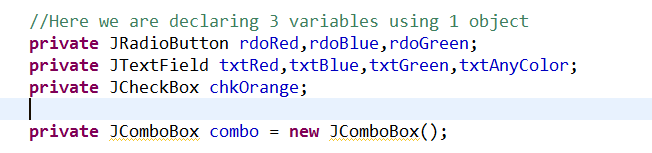 //Here we are declaring 3 variables using 1 object
private JRadioButton rdoRed,rdoBlue,rdoGreen;
private JTextField txtRed,txtBlue,txtGreen,txtAnyColor;
private JCheckBox chkOrange;
private JComboBox combo = new JComboBox();